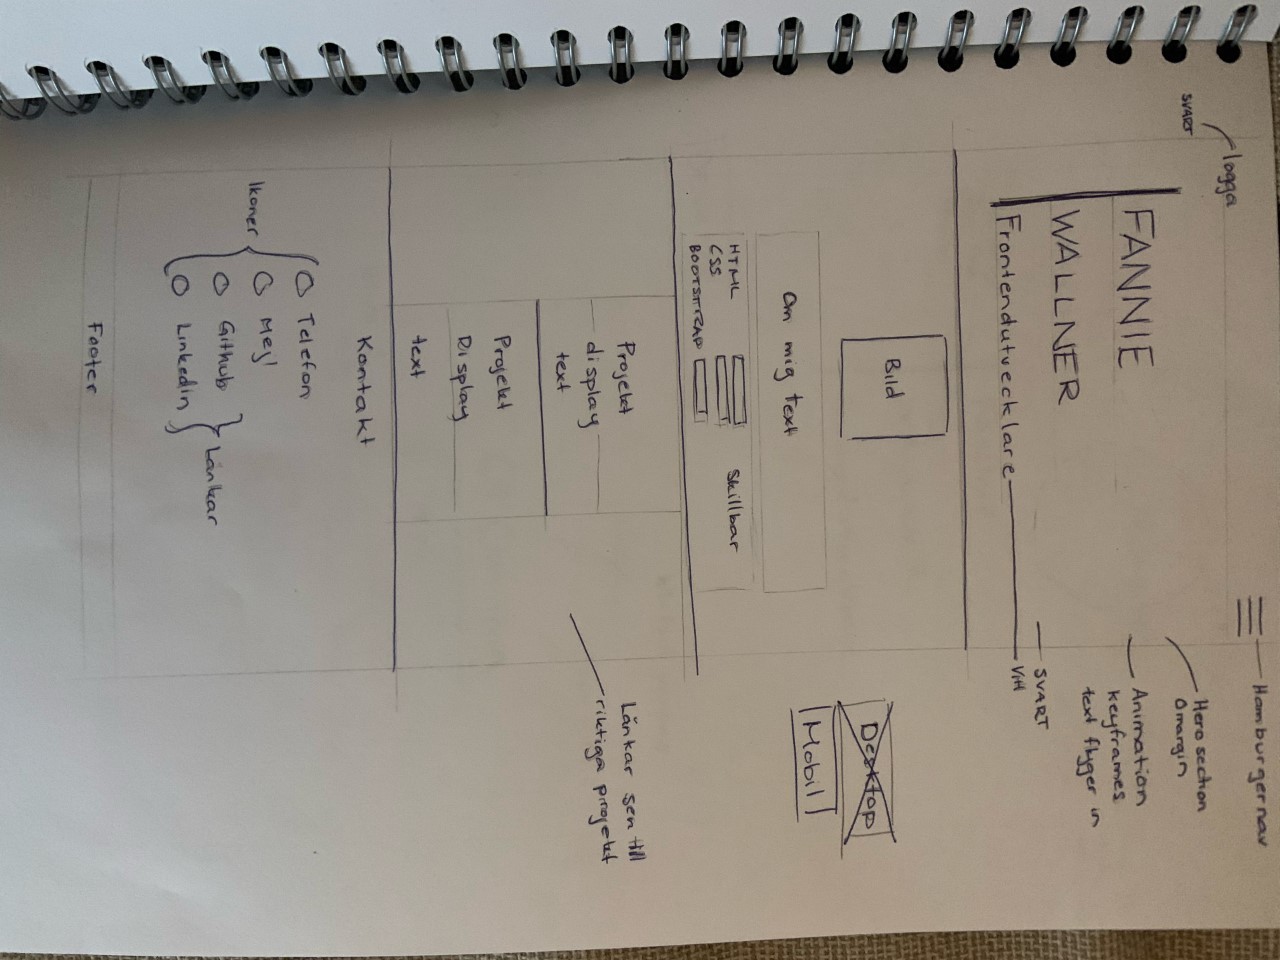 SVART
logga
Hamburgernav
FANNIE
WALLNER
Frontendutvecklare
Hero section
0 margin
Animation
keyframes
text flyger in
SVART
Vitt
Bild
Om mig text
HTML
CSS
BOOTSTRAP
Skillbar
Desktop
Mobil
Projekt
display
text
Projekt
Display
text
Länkar sen till
riktiga projekt
Kontakt
Ikoner
Telefon
Mejl
Github
Linkedin
Länkar
Footer